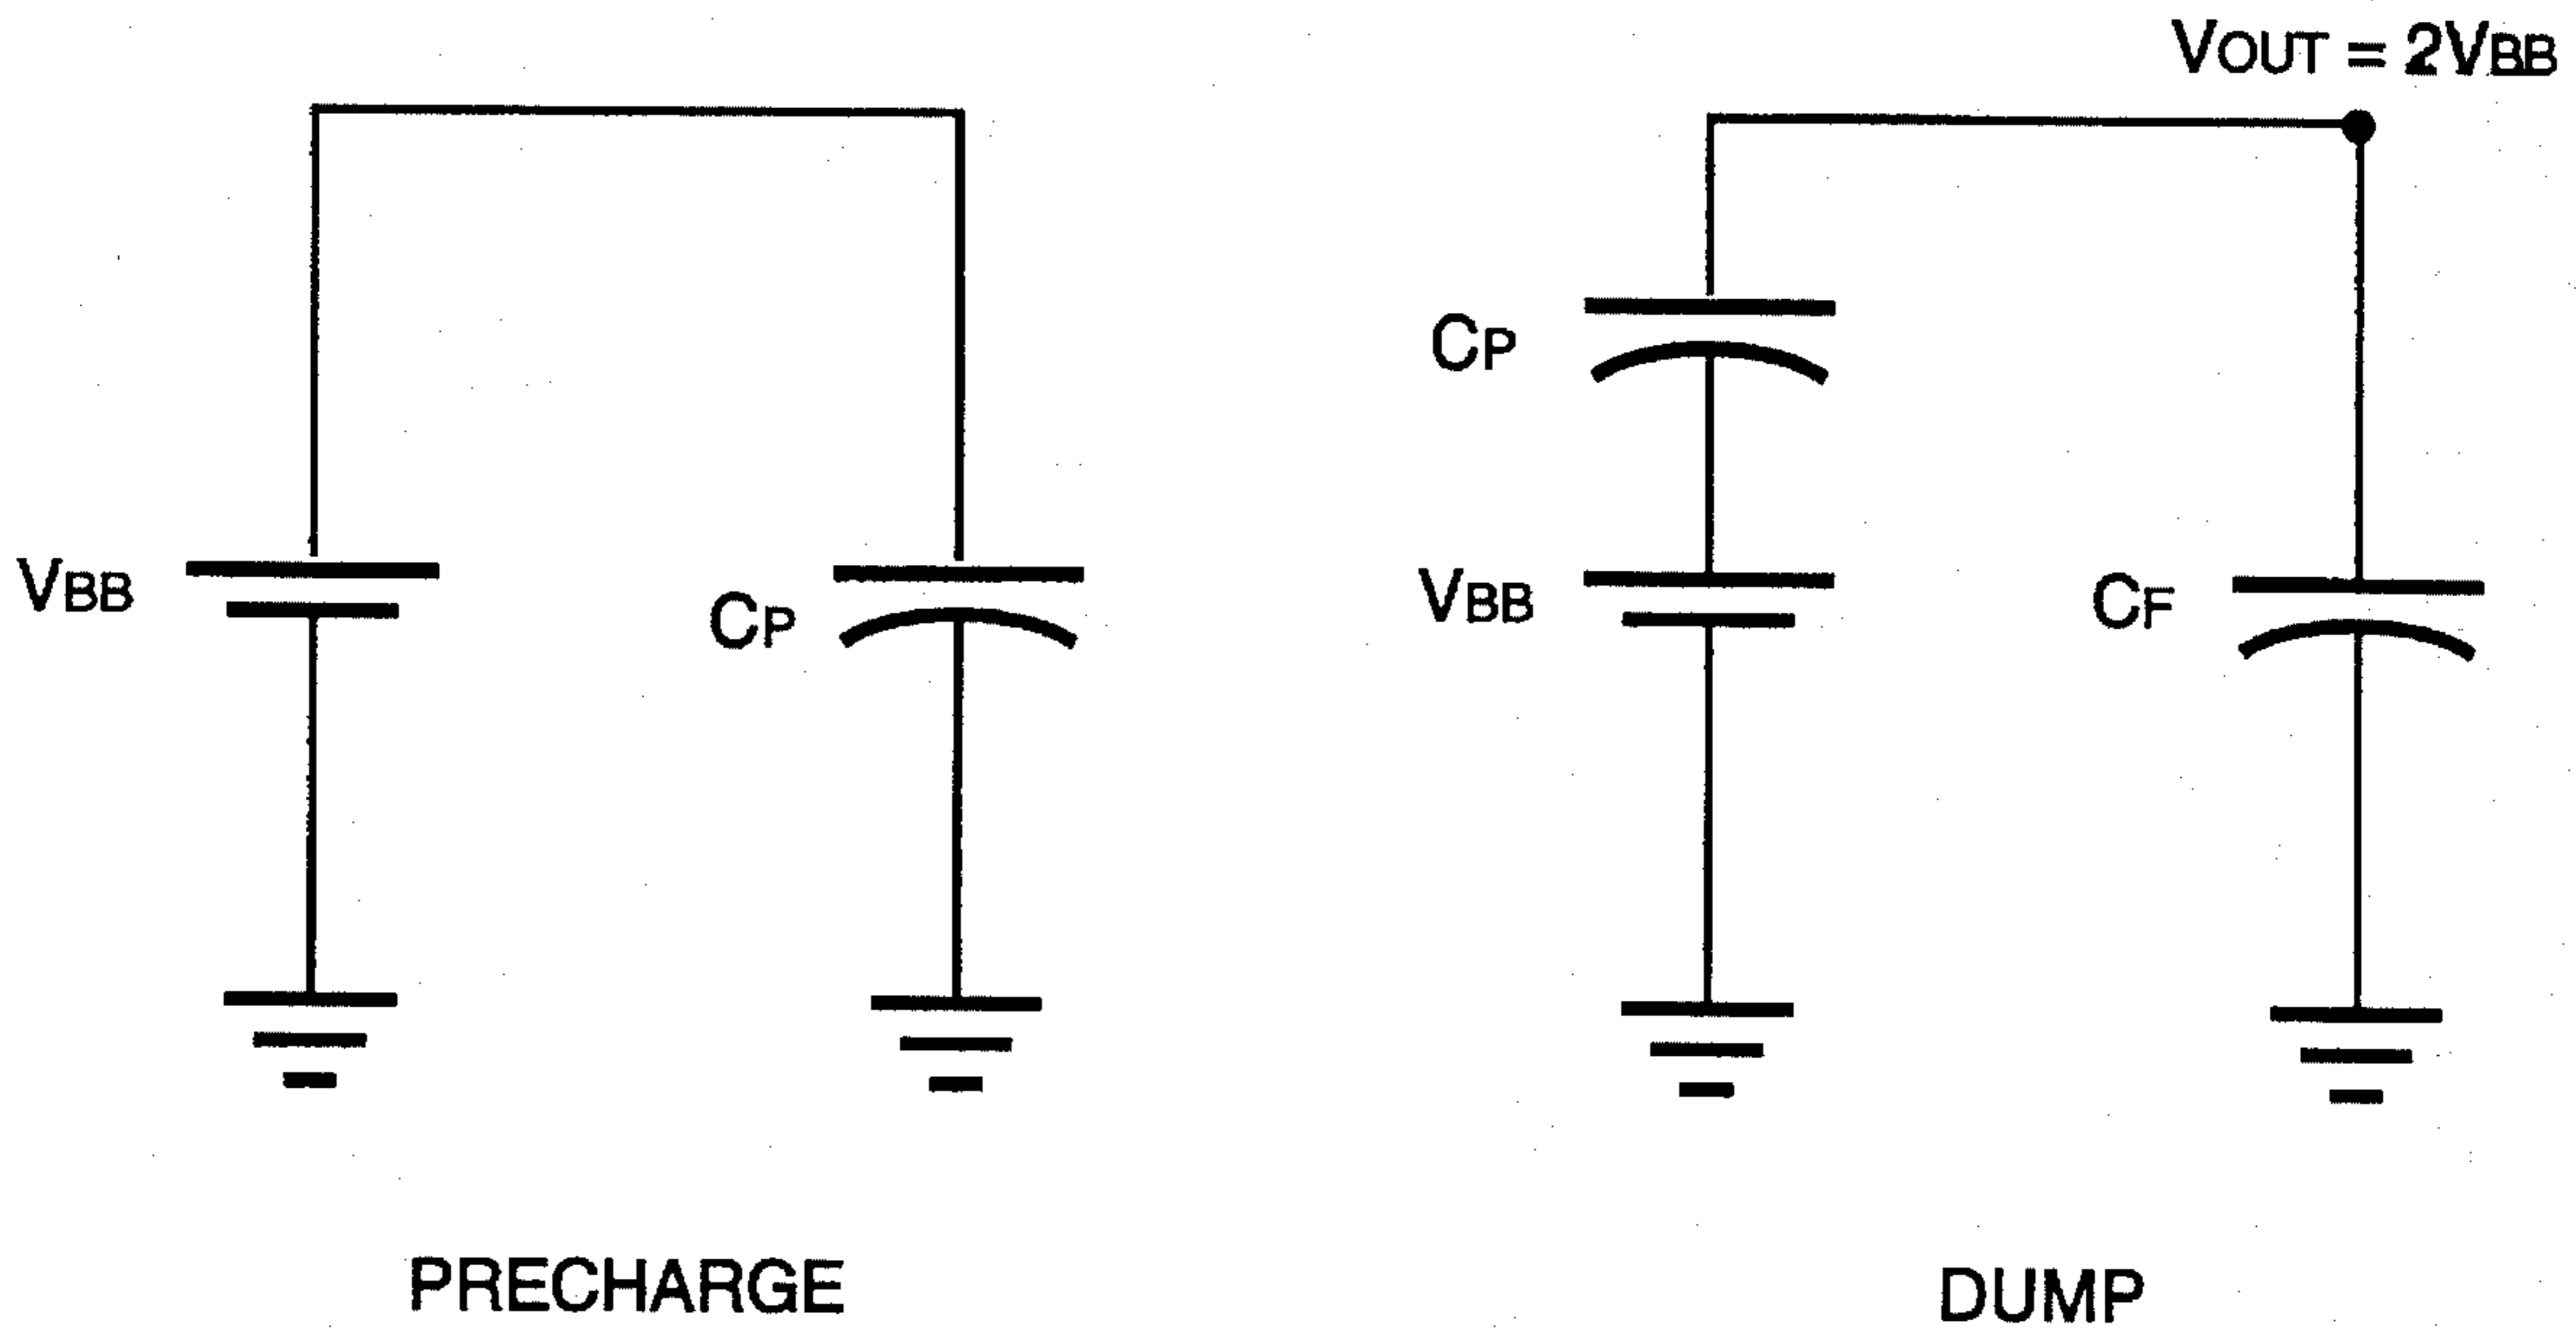 VOUT = 2VBB
CP
VBB
CP
VBB
CF
PRECHARGE
DUMP